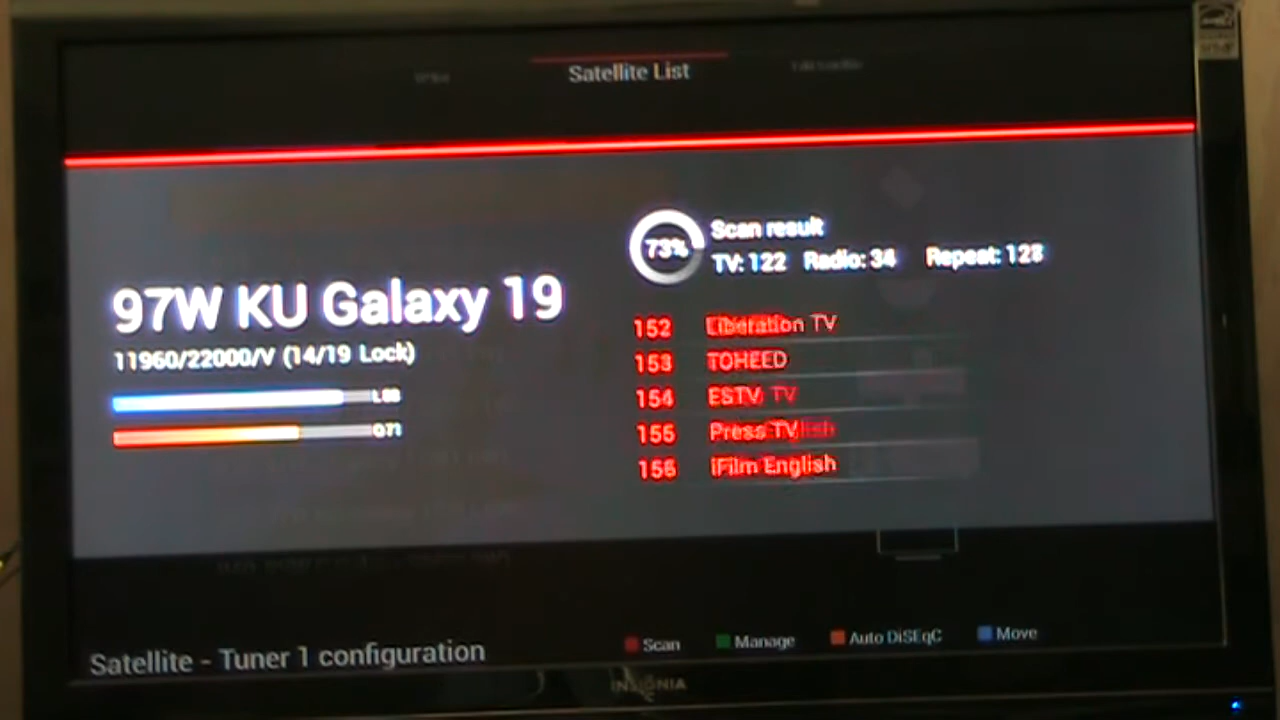 Satellite List
73%
Scan result
TV: 122 Radio: 34 Repeat: 128
97W KU Galaxy 19
11960/22000/V (14/19 Lock)
152 Liberation TV
153 TOHEED
154 ESTV
155 Press TV
156 iFilm English
Satellite - Tuner 1 configuration
Scan Manage Auto DiSEqC Move
INSIGNIA